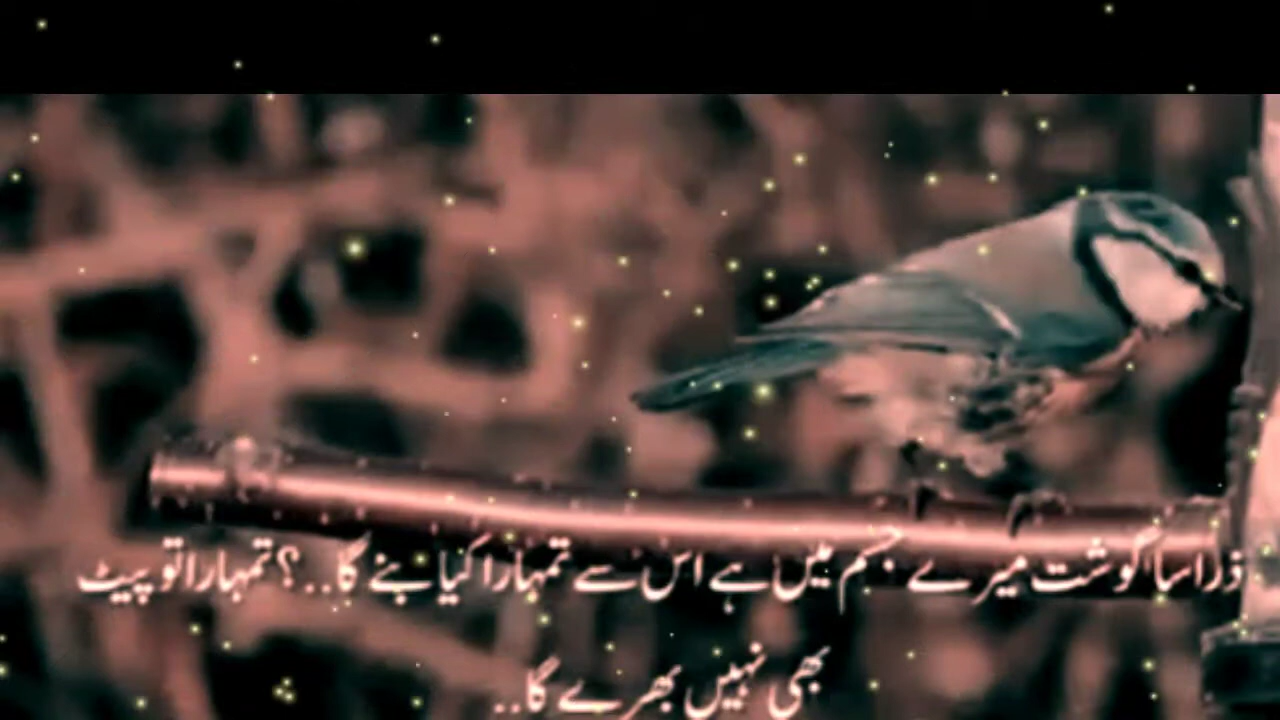 ذرا سا گوشت میرے جسم میں ہے اس سے تمہارا کیا بنے گا..؟ تمہارا تو پیٹ
بھی نہیں بھرے گا..